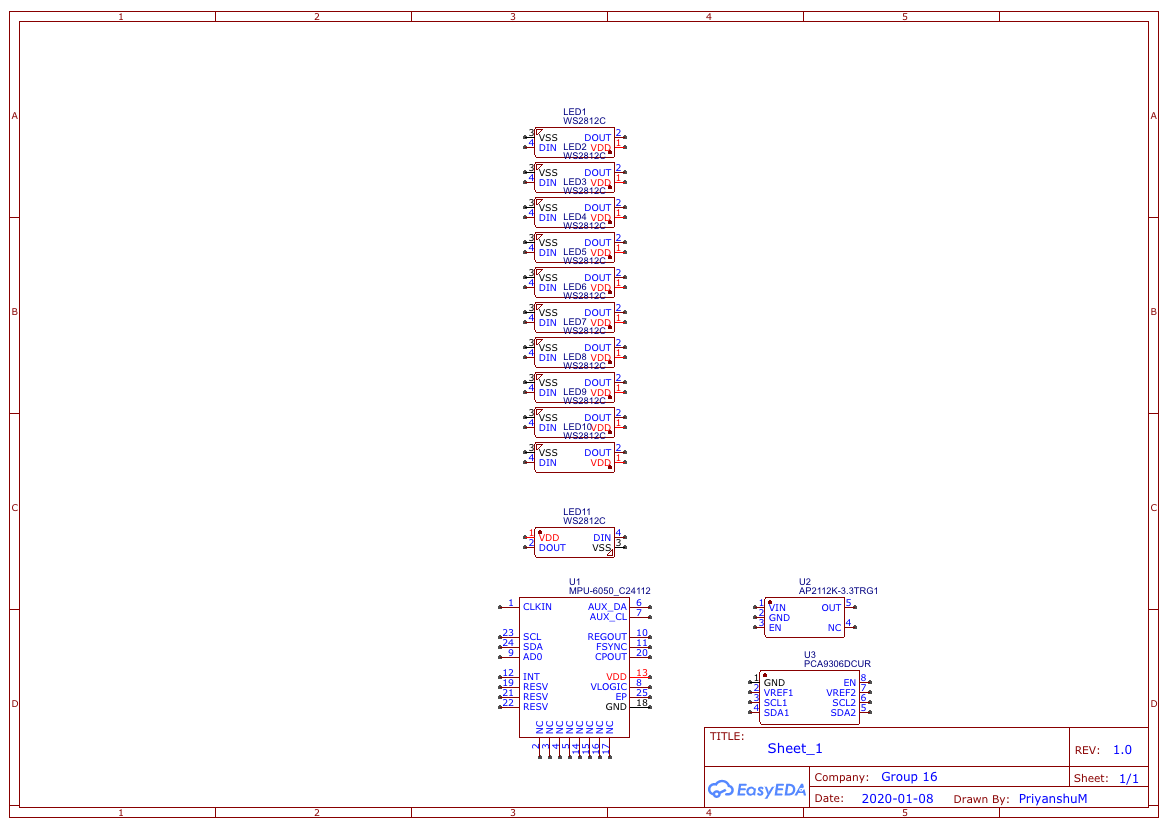 1 2 3 4 5
A A
B B
C C
D D
LED1
WS2812C
3 VSS DOUT 2
4 DIN VDD 1
LED2
WS2812C
3 VSS DOUT 2
4 DIN VDD 1
LED3
WS2812C
3 VSS DOUT 2
4 DIN VDD 1
LED4
WS2812C
3 VSS DOUT 2
4 DIN VDD 1
LED5
WS2812C
3 VSS DOUT 2
4 DIN VDD 1
LED6
WS2812C
3 VSS DOUT 2
4 DIN VDD 1
LED7
WS2812C
3 VSS DOUT 2
4 DIN VDD 1
LED8
WS2812C
3 VSS DOUT 2
4 DIN VDD 1
LED9
WS2812C
3 VSS DOUT 2
4 DIN VDD 1
LED10
WS2812C
3 VSS DOUT 2
4 DIN VDD 1
LED11
WS2812C
1 VDD DIN 4
2 DOUT VSS 3
U1
MPU-6050_C24112
1 CLKIN AUX_DA 6
AUX_CL 7
23 SCL REGOUT 10
24 SDA FSYNC 11
9 AD0 CPOUT 20
12 INT VDD 13
19 RESV VLOGIC 8
21 RESV EP 25
22 RESV GND 18
NC NC NC NC NC NC NC NC
2 3 4 5 14 15 16 17
U2
AP2112K-3.3TRG1
1 VIN OUT 5
2 GND
3 EN NC 4
U3
PCA9306DCUR
1 GND EN 8
2 VREF1 VREF2 7
3 SCL1 SCL2 6
4 SDA1 SDA2 5
TITLE:
Sheet_1
REV: 1.0
EasyEDA
Company: Group 16
Sheet: 1/1
Date: 2020-01-08 Drawn By: PriyanshuM
1 2 3 4 5